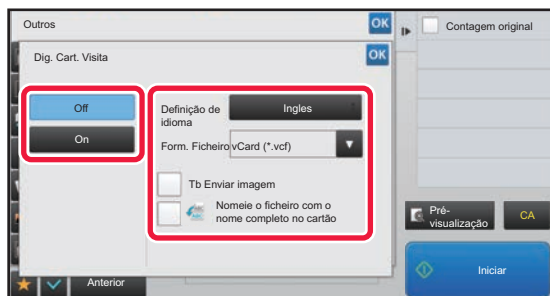 Outros
OK
Contagem original
Dig. Cart. Visita
OK
Off
On
Definição de
idioma
Ingles
Form. Ficheiro
vCard (*.vcf)
Tb Enviar imagem
Nomeie o ficheiro com o
nome completo no cartão
Pré-
visualização
CA
Anterior
Iniciar